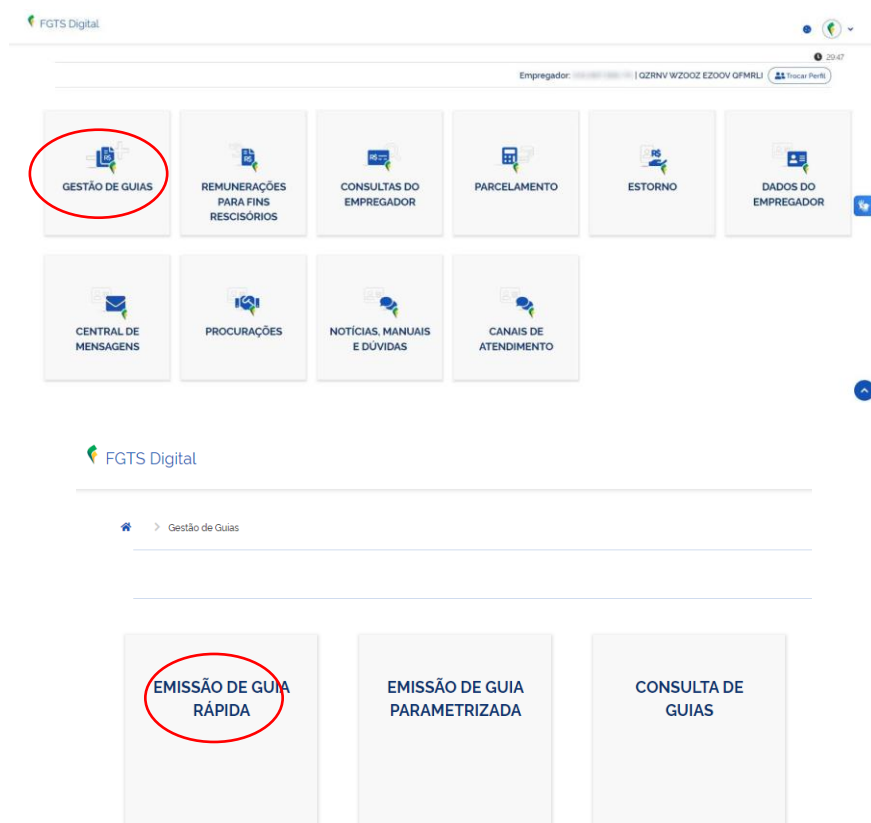 FGTS Digital
29:47
Empregador: | QZRNV WZOOZ EZOOV QFMRLI Trocar Perfil
GESTÃO DE GUIAS
REMUNERAÇÕES
PARA FINS
RESCISÓRIOS
CONSULTAS DO
EMPREGADOR
PARCELAMENTO
ESTORNO
DADOS DO
EMPREGADOR
CENTRAL DE
MENSAGENS
PROCURAÇÕES
NOTÍCIAS, MANUAIS
E DÚVIDAS
CANAIS DE
ATENDIMENTO
FGTS Digital
Gestão de Guias
EMISSÃO DE GUIA
RÁPIDA
EMISSÃO DE GUIA
PARAMETRIZADA
CONSULTA DE
GUIAS